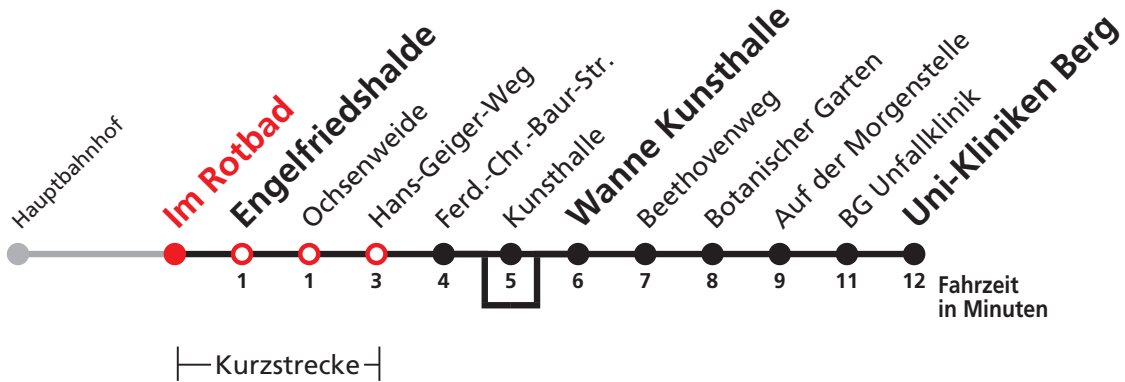 Hauptbahnhof
Im Rotbad
Engelfriedshalde
Ochsenweide
Hans-Geiger-Weg
Ferd.-Chr.-Baur-Str.
Kunsthalle
Wanne Kunsthalle
Beethovenweg
Botanischer Garten
Auf der Morgenstelle
BG Unfallklinik
Uni-Kliniken Berg
1 1 3 4 5 6 7 8 9 11 12
Fahrzeit
in Minuten
Kurzstrecke